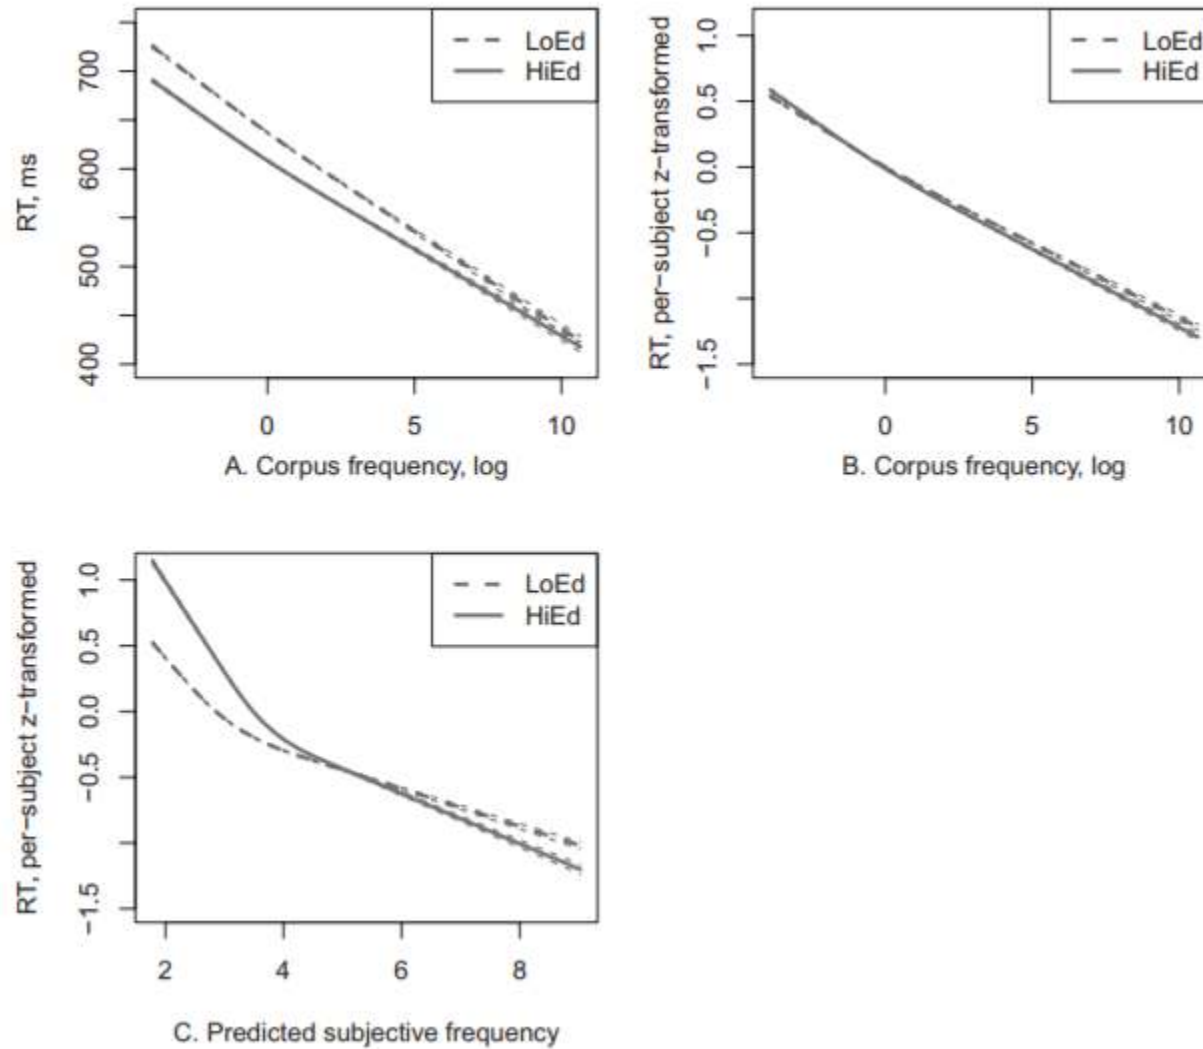 LoEd
HiEd
RT, ms
700
600
500
400
0 5 10
A. Corpus frequency, log
LoEd
HiEd
RT, per−subject z−transformed
1.0
0.5
0.0
−0.5
−1.5
0 5 10
B. Corpus frequency, log
LoEd
HiEd
RT, per−subject z−transformed
1.0
0.5
0.0
−0.5
−1.5
2 4 6 8
C. Predicted subjective frequency